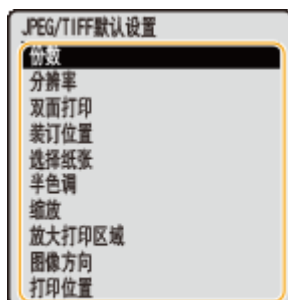 JPEG/TIFF默认设置
份数
分辨率
双面打印
装订位置
选择纸张
半色调
缩放
放大打印区域
图像方向
打印位置